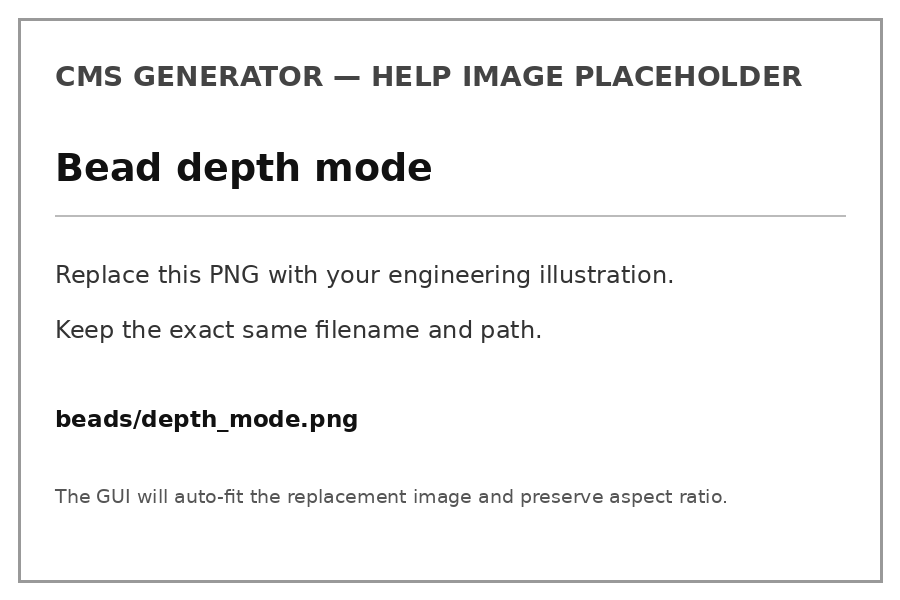 CMS GENERATOR — HELP IMAGE PLACEHOLDER
Bead depth mode
Replace this PNG with your engineering illustration.
Keep the exact same filename and path.
beads/depth_mode.png
The GUI will auto-fit the replacement image and preserve aspect ratio.